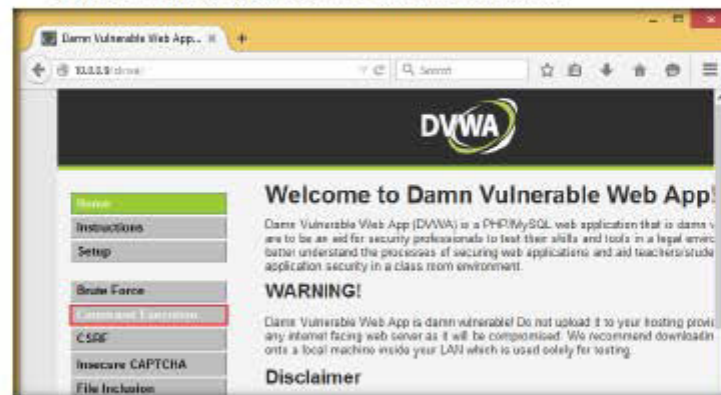 Damn Vulnerable Web App...
Search
DVWA
Home
Instructions
Setup
Brute Force
Command Execution
CSRF
Insecure CAPTCHA
File Inclusion
Welcome to Damn Vulnerable Web App!
Damn Vulnerable Web App (DVWA) is a PHP/MySQL web application that is damn v
are to be an aid for security professionals to test their skills and tools in a legal enviro
better understand the processes of securing web applications and aid teachers/stude
application security in a class room environment.
WARNING!
Damn Vulnerable Web App is damn vulnerable! Do not upload it to your hosting provi
any internet facing web server as it will be compromised. We recommend downloadin
onto a local machine inside your LAN which is used solely for testing.
Disclaimer